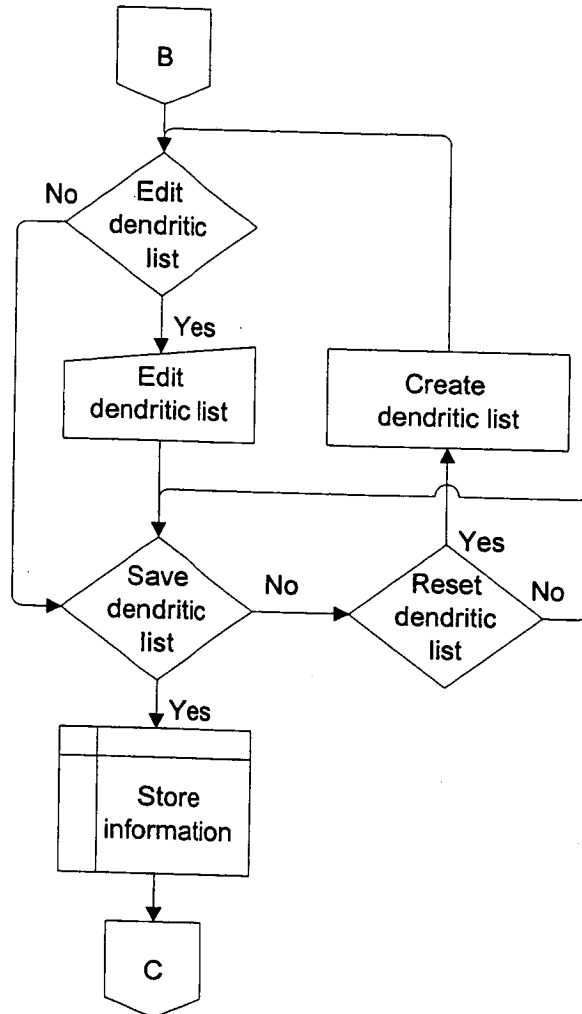 B
No
Edit
dendritic
list
Yes
Edit
dendritic list
Create
dendritic list
Save
dendritic
list
No
Yes
Reset
dendritic
list
No
Yes
Store
information
C